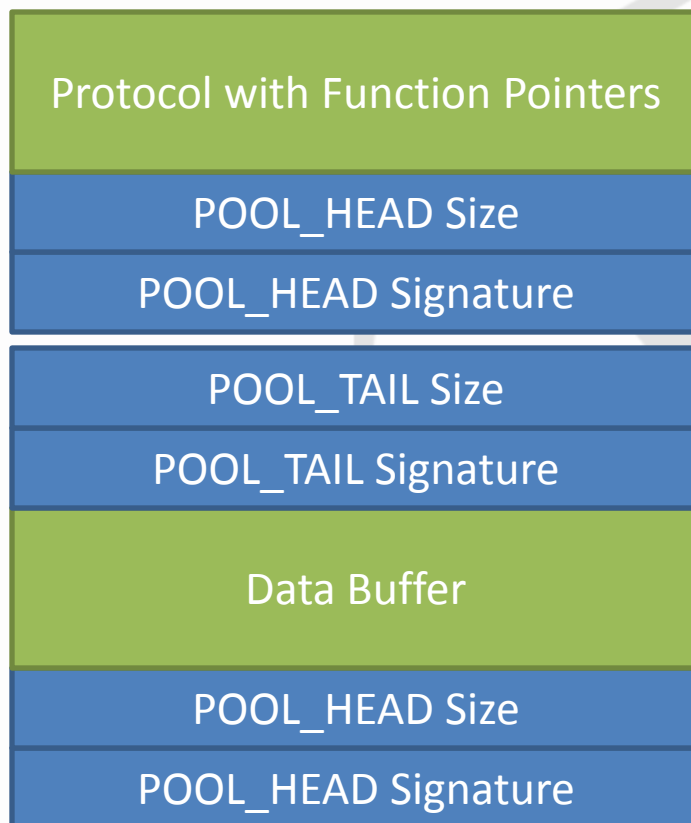 Protocol with Function Pointers
POOL_HEAD Size
POOL_HEAD Signature
POOL_TAIL Size
POOL_TAIL Signature
Data Buffer
POOL_HEAD Size
POOL_HEAD Signature